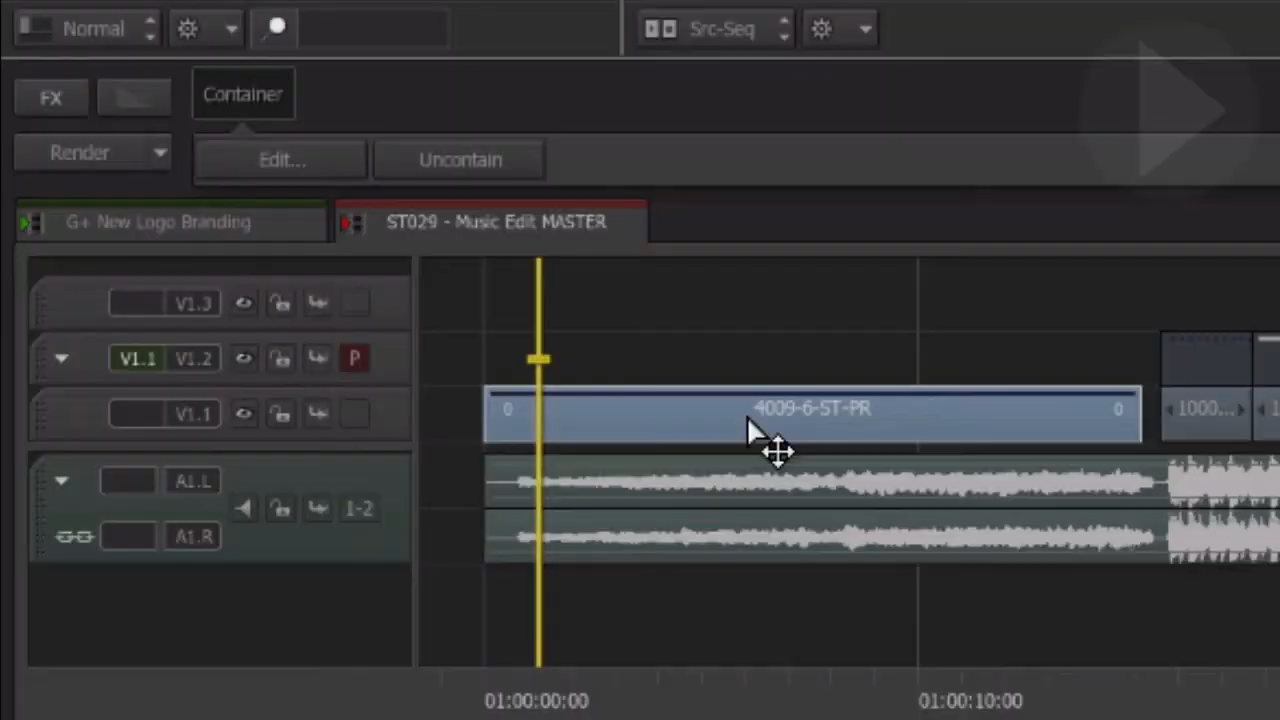 Normal
Src-Seq
FX
Container
Render
Edit...
Uncontain
G+ New Logo Branding
ST029 - Music Edit MASTER
V1.3
V1.1 V1.2 P
V1.1
0 4009-6-ST-PR 0
1000...
1
A1.L
1-2
A1.R
01:00:00:00 01:00:10:00